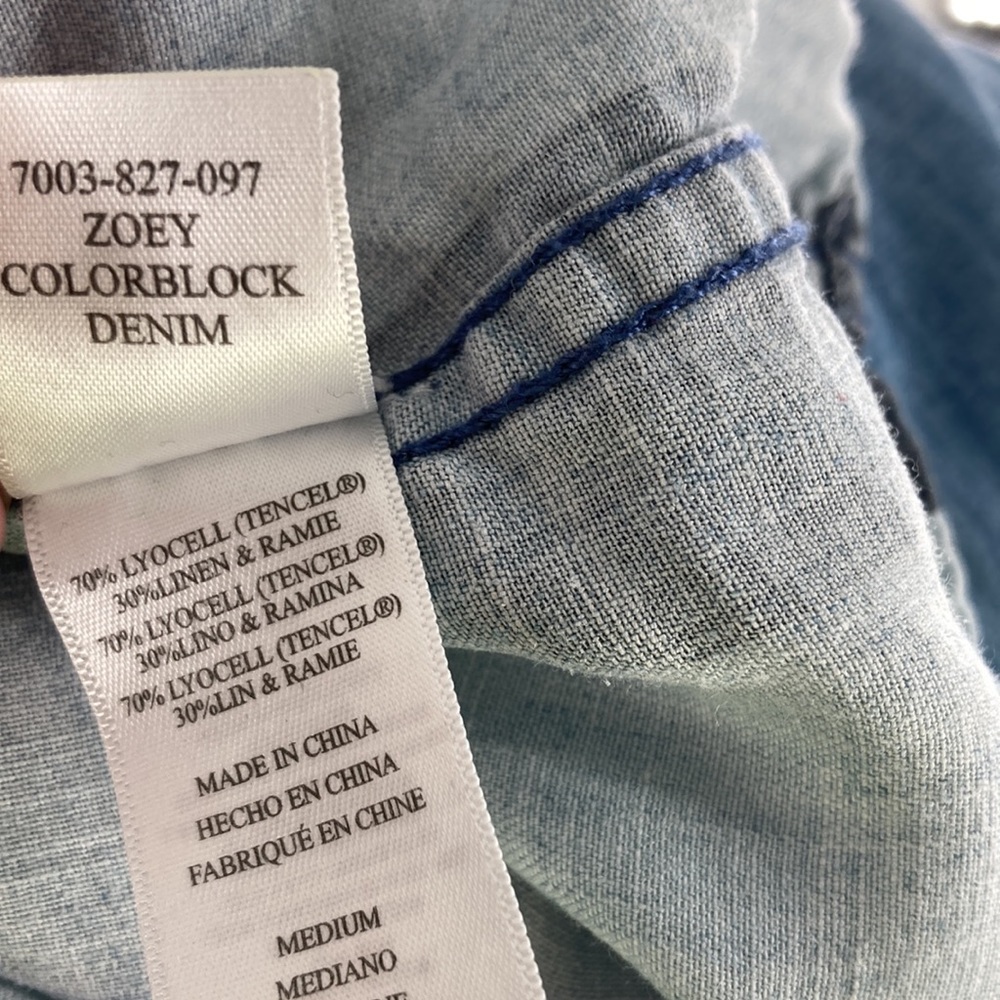 7003-827-097
ZOEY
COLORBLOCK
DENIM
70% LYOCELL (TENCEL®)
30%LINEN & RAMIE
70% LYOCELL (TENCEL®)
30%LINO & RAMINA
70% LYOCELL (TENCEL®)
30%LIN & RAMIE
MADE IN CHINA
HECHO EN CHINA
FABRIQUÉ EN CHINE
MEDIUM
MEDIANO